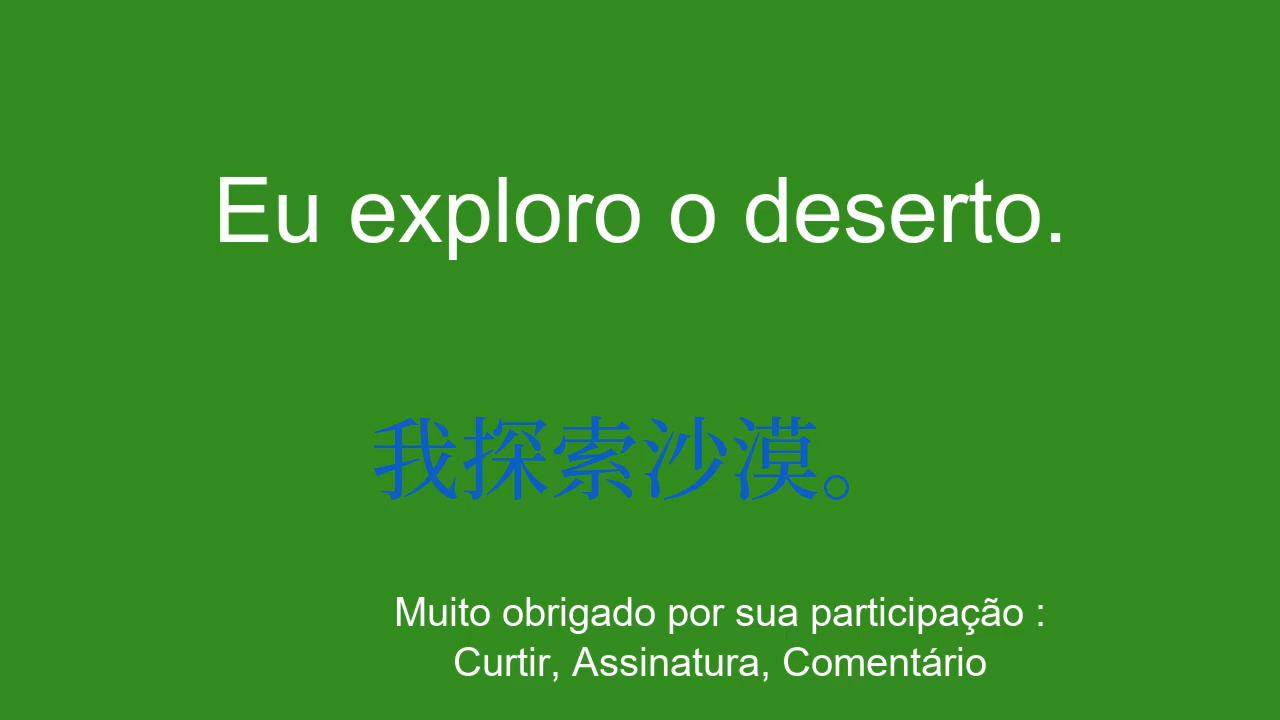 Eu exploro o deserto.
我探索沙漠。
Muito obrigado por sua participação :
Curtir, Assinatura, Comentário